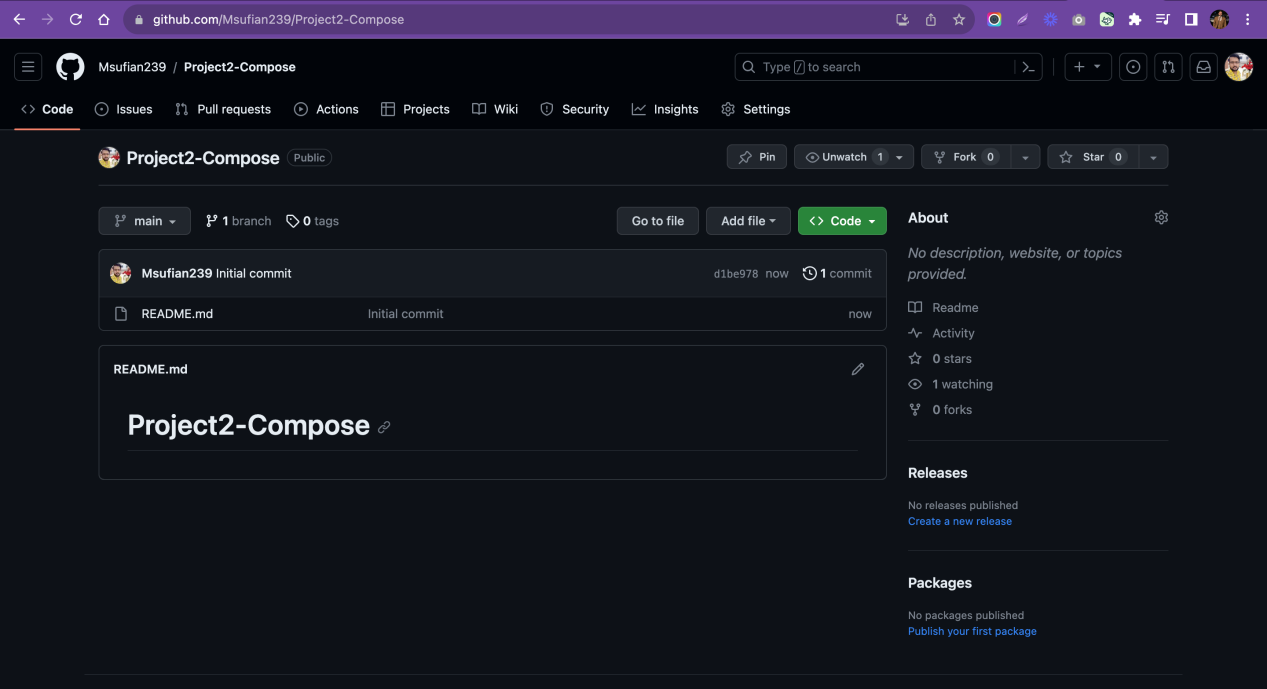 github.com/Msufian239/Project2-Compose
Msufian239 / Project2-Compose
Type / to search
Code Issues Pull requests Actions Projects Wiki Security Insights Settings
Project2-Compose Public
Pin Unwatch 1 Fork 0 Star 0
main 1 branch 0 tags Go to file Add file Code
Msufian239 Initial commit d1be978 now 1 commit
README.md Initial commit now
README.md
Project2-Compose
About
No description, website, or topics
provided.
Readme
Activity
0 stars
1 watching
0 forks
Releases
No releases published
Create a new release
Packages
No packages published
Publish your first package